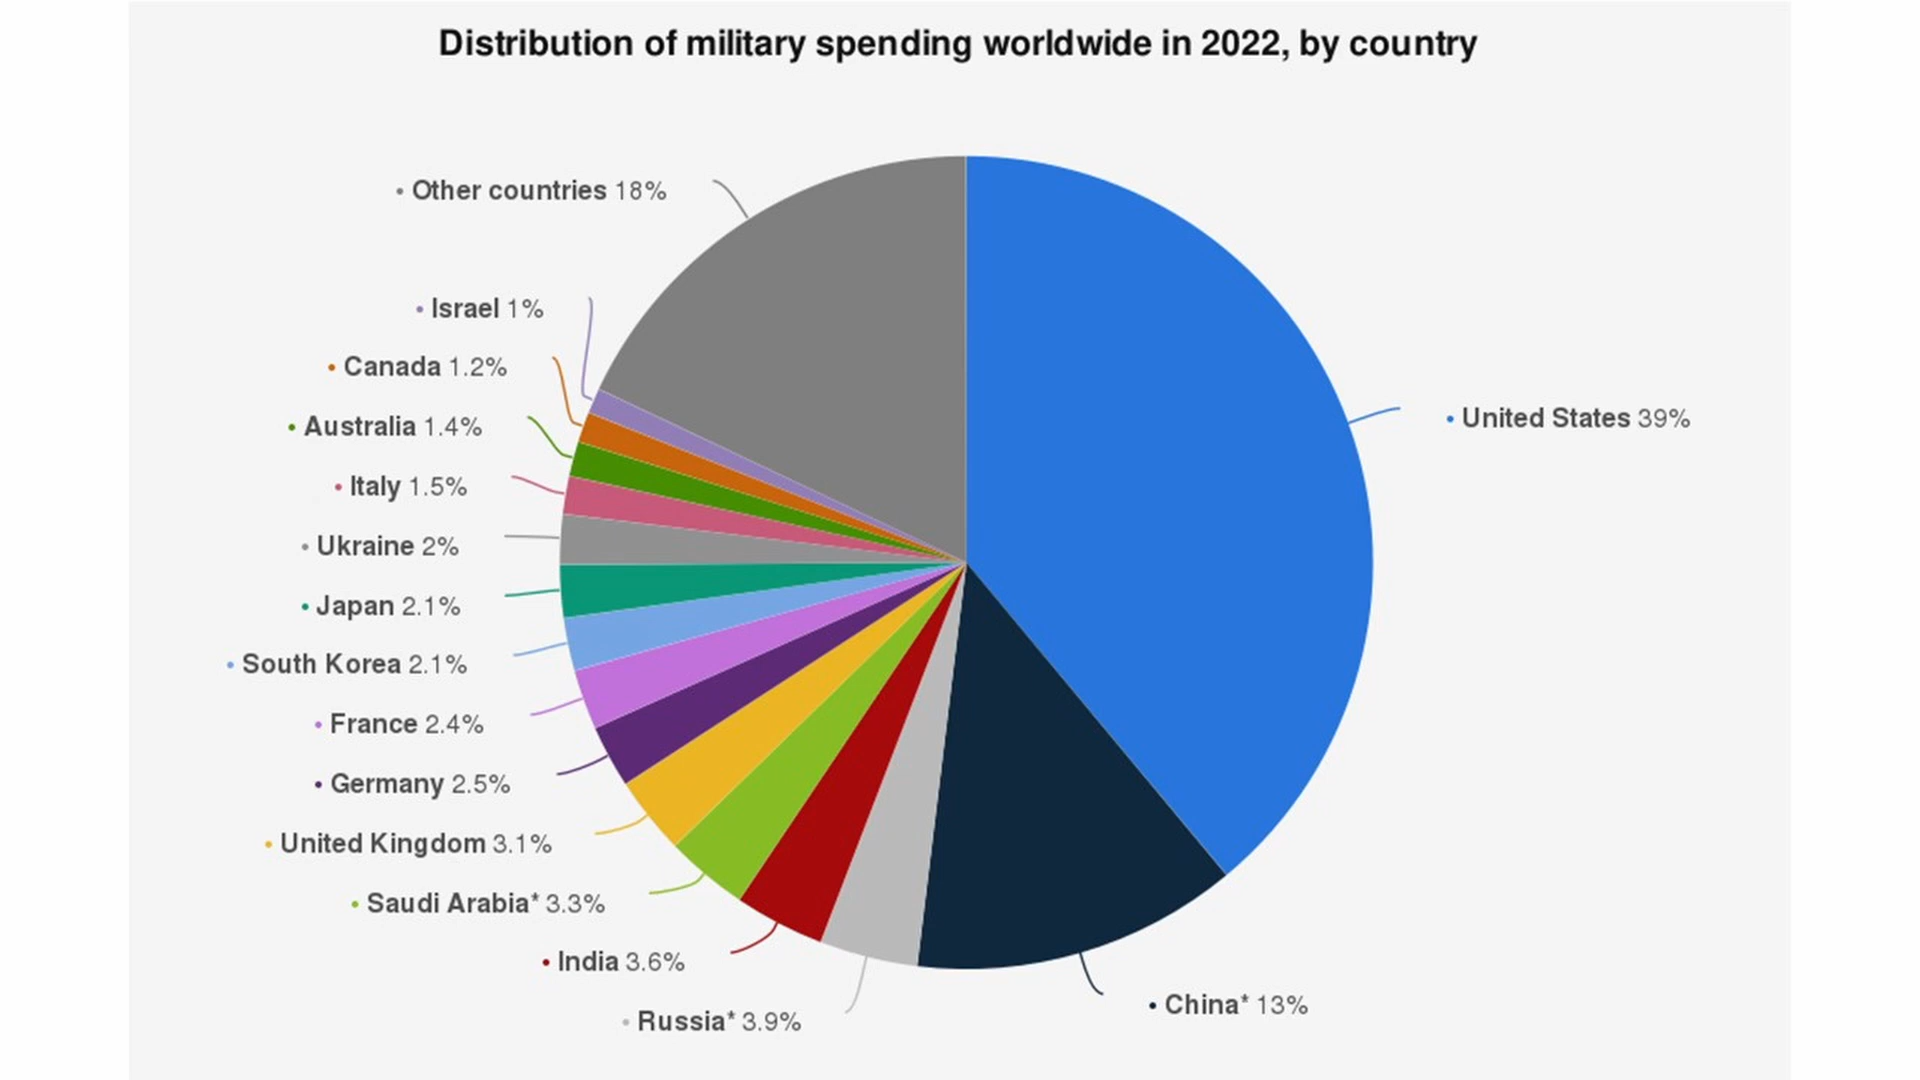 Distribution of military spending worldwide in 2022, by country
Other countries 18%
Israel 1%
Canada 1.2%
Australia 1.4%
Italy 1.5%
Ukraine 2%
Japan 2.1%
South Korea 2.1%
France 2.4%
Germany 2.5%
United Kingdom 3.1%
Saudi Arabia* 3.3%
India 3.6%
Russia* 3.9%
China* 13%
United States 39%